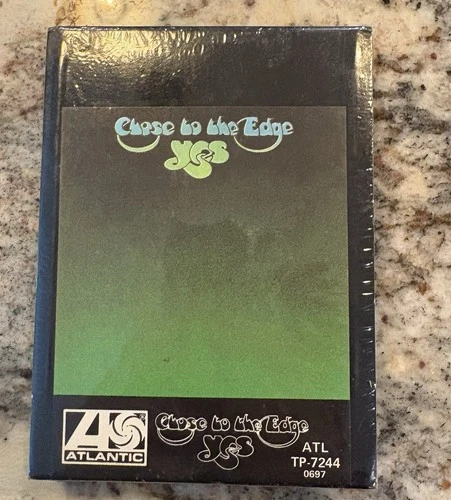 Close to the Edge
YES
ATLANTIC
Close to the Edge
YES
ATL
TP-7244
0697